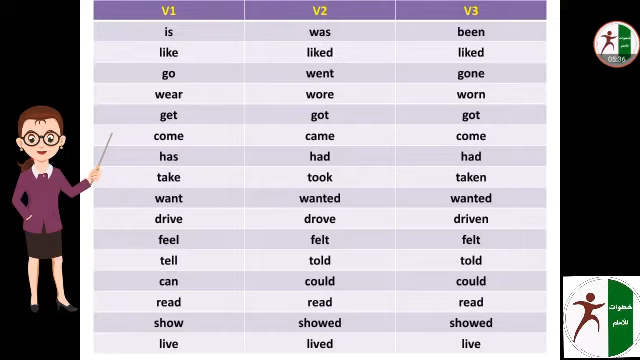 V1 V2 V3
is was been
like liked liked
go went gone
wear wore worn
get got got
come came come
has had had
take took taken
want wanted wanted
drive drove driven
feel felt felt
tell told told
can could could
read read read
show showed showed
live lived live
05:36
خطوات
للأمام